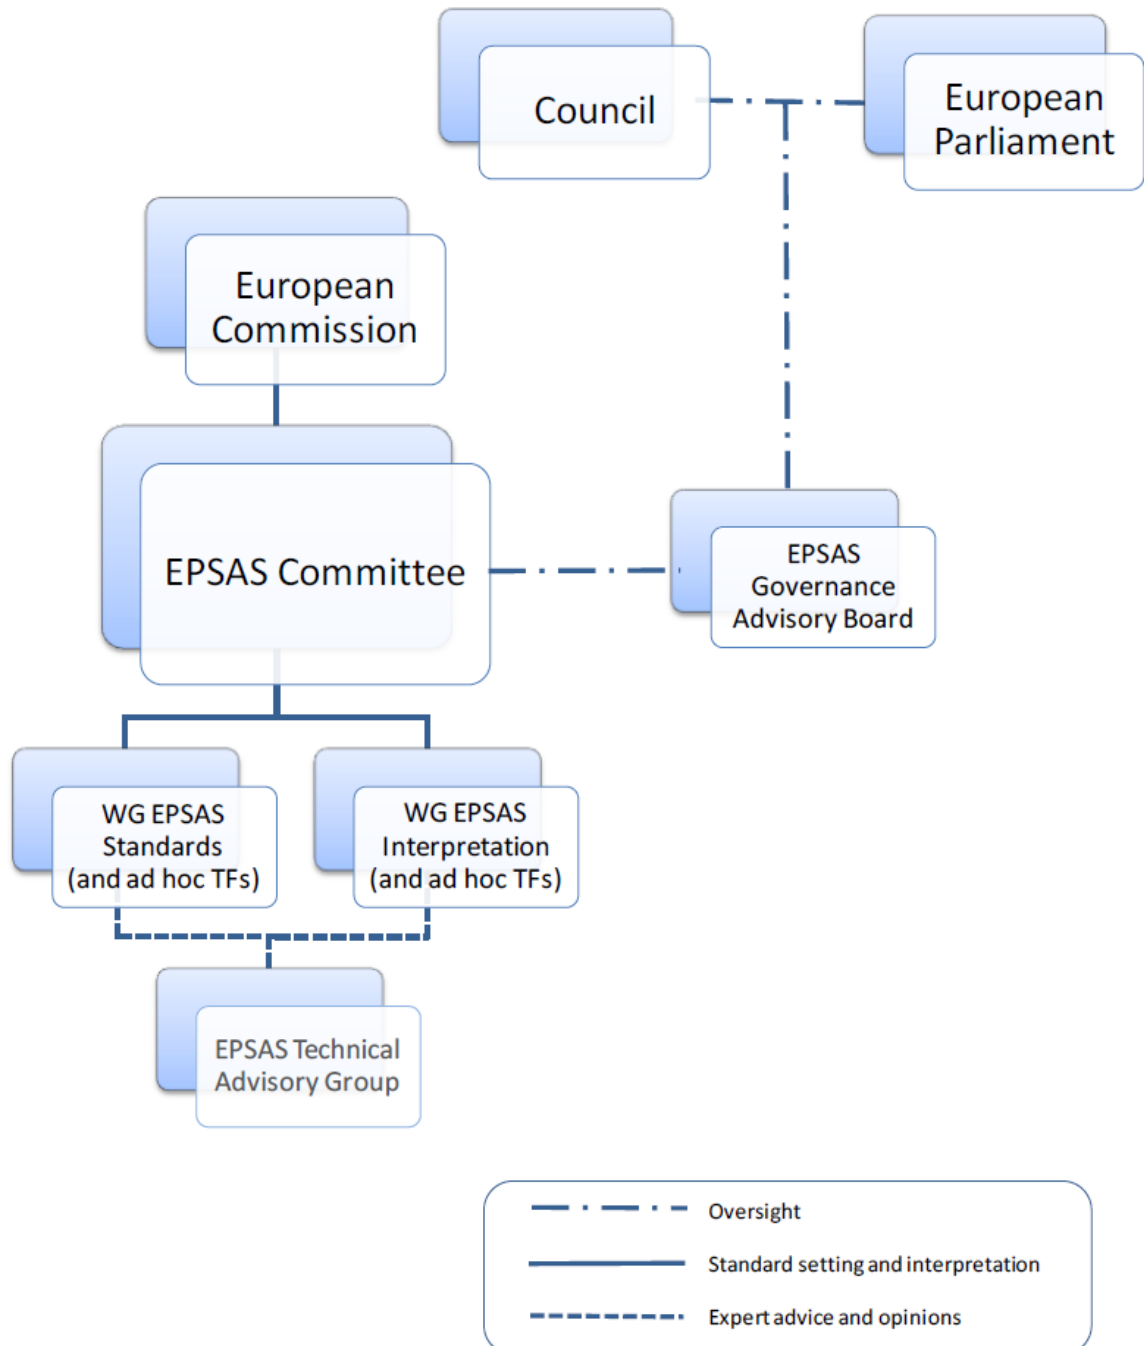 Council
European
Parliament
European
Commission
EPSAS Committee
EPSAS
Governance
Advisory Board
WG EPSAS
Standards
(and ad hoc TFs)
WG EPSAS
Interpretation
(and ad hoc TFs)
EPSAS Technical
Advisory Group
Oversight
Standard setting and interpretation
Expert advice and opinions